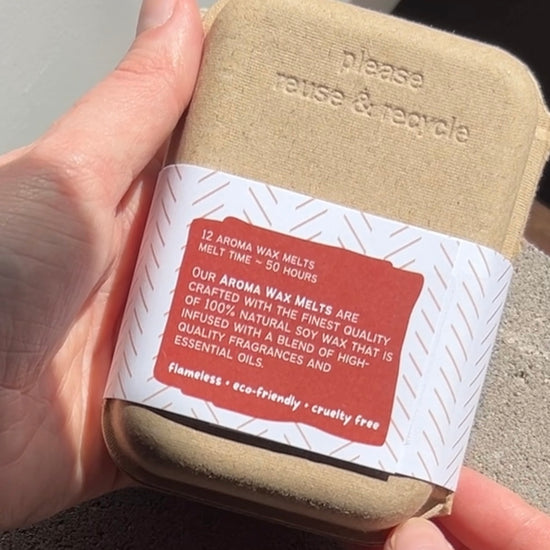 please
reuse & recycle
12 AROMA WAX MELTS
MELT TIME ~ 50 HOURS
OUR AROMA WAX MELTS ARE
CRAFTED WITH THE FINEST QUALITY
OF 100% NATURAL SOY WAX THAT IS
INFUSED WITH A BLEND OF HIGH-
QUALITY FRAGRANCES AND
ESSENTIAL OILS.
flameless • eco-friendly • cruelty free